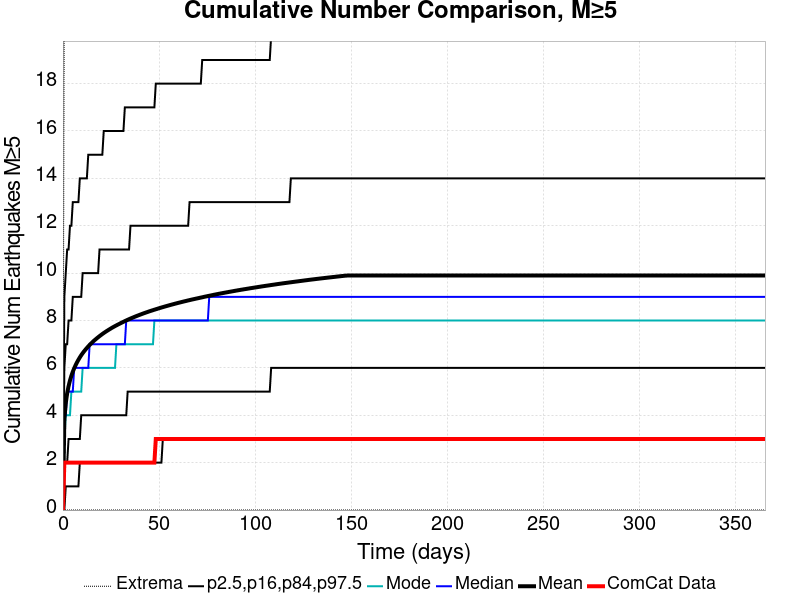 Cumulative Number Comparison, M≥5
Cumulative Num Earthquakes M≥5
18
16
14
12
10
8
6
4
2
0
0 50 100 150 200 250 300 350
Time (days)
Extrema p2.5,p16,p84,p97.5 Mode Median Mean ComCat Data